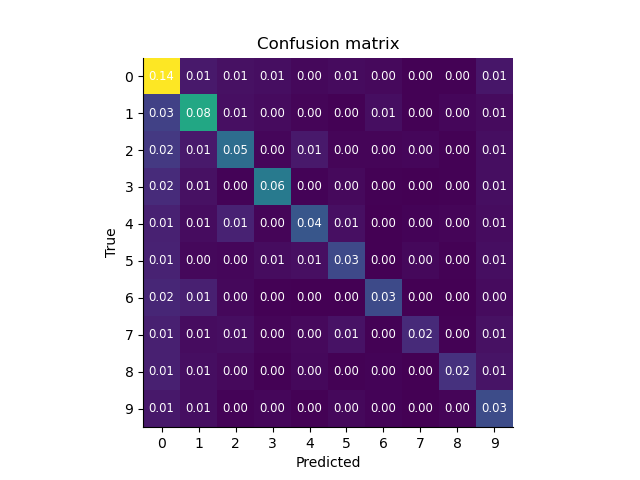 Confusion matrix
0 0.14 0.01 0.01 0.01 0.00 0.01 0.00 0.00 0.00 0.01
1 0.03 0.08 0.01 0.00 0.00 0.00 0.01 0.00 0.00 0.01
2 0.02 0.01 0.05 0.00 0.01 0.00 0.00 0.00 0.00 0.01
3 0.02 0.01 0.00 0.06 0.00 0.00 0.00 0.00 0.00 0.01
4 0.01 0.01 0.01 0.00 0.04 0.01 0.00 0.00 0.00 0.01
True
5 0.01 0.00 0.00 0.01 0.01 0.03 0.00 0.00 0.00 0.01
6 0.02 0.01 0.00 0.00 0.00 0.00 0.03 0.00 0.00 0.00
7 0.01 0.01 0.01 0.00 0.00 0.01 0.00 0.02 0.00 0.01
8 0.01 0.01 0.00 0.00 0.00 0.00 0.00 0.00 0.02 0.01
9 0.01 0.01 0.00 0.00 0.00 0.00 0.00 0.00 0.00 0.03
0 1 2 3 4 5 6 7 8 9
Predicted